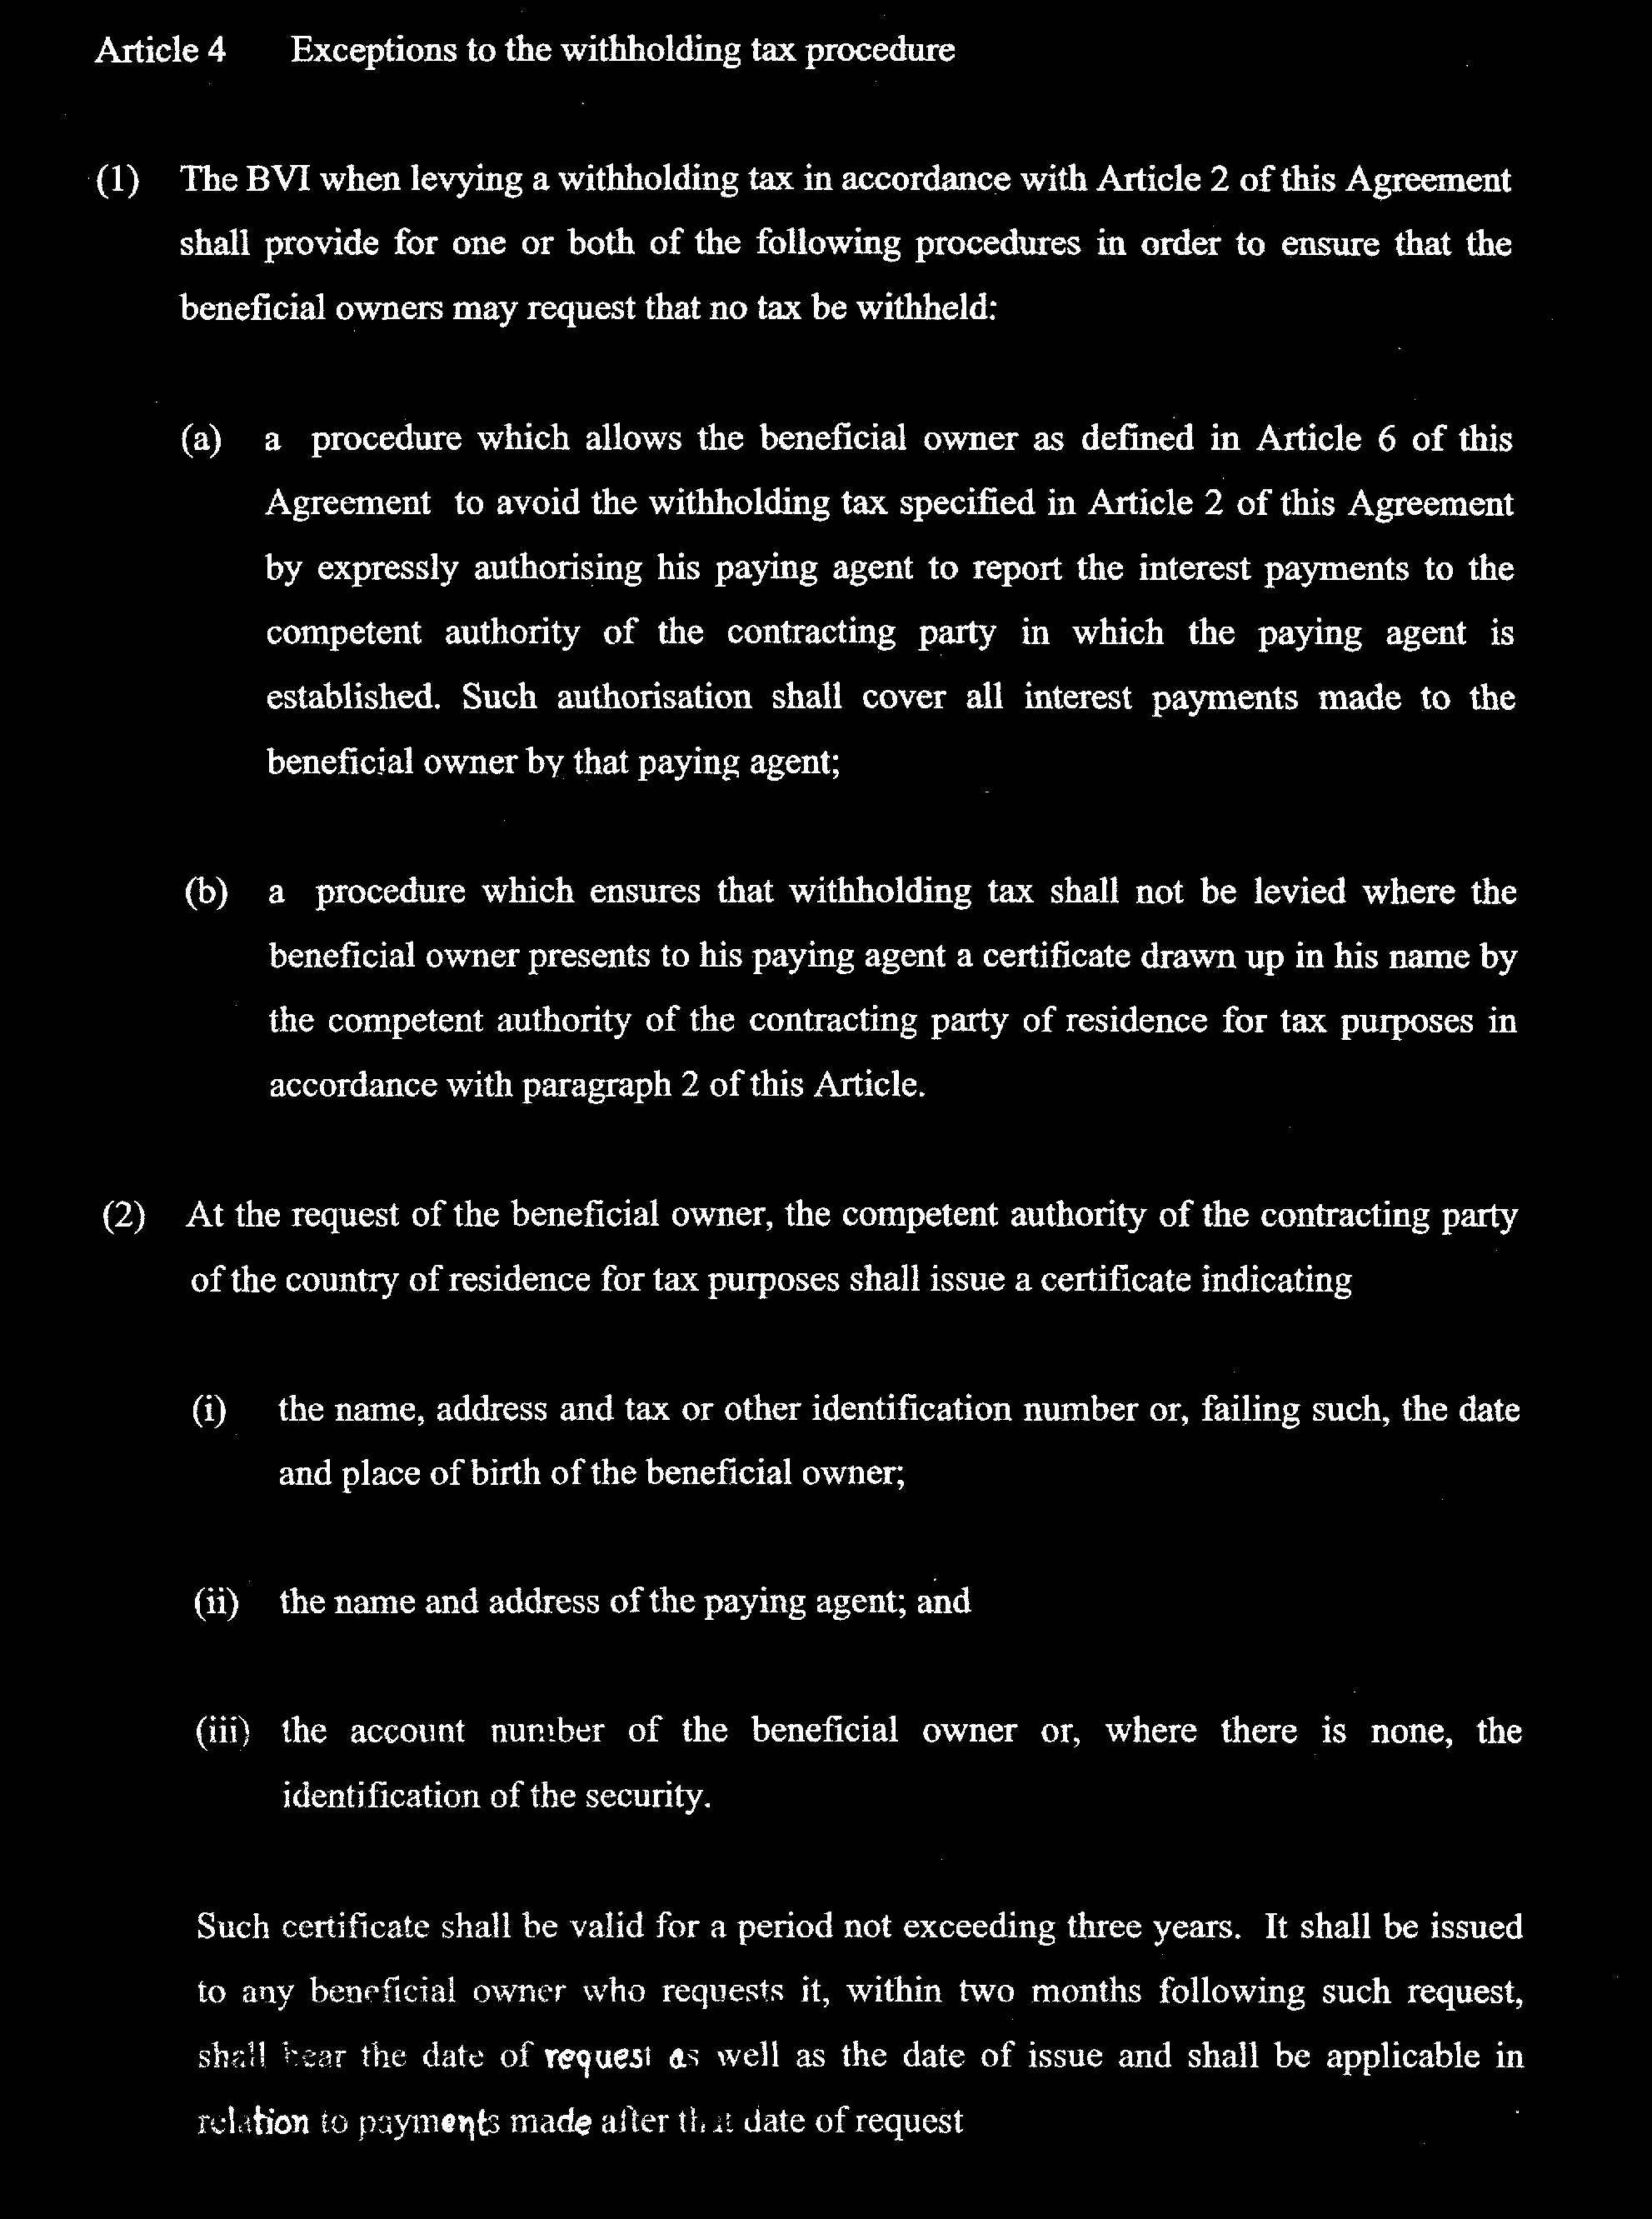 Article 4 Exceptions to the withholding tax procedure
(1) The BVI when levying a withholding tax in accordance with Article 2 of this Agreement
shall provide for one or both of the following procedures in order to ensure that the
beneficial owners may request that no tax be withheld:
(a) a procedure which allows the beneficial owner as defined in Article 6 of this
Agreement to avoid the withholding tax specified in Article 2 of this Agreement
by expressly authorising his paying agent to report the interest payments to the
competent authority of the contracting party in which the paying agent is
established. Such authorisation shall cover all interest payments made to the
beneficial owner by that paying agent;
(b) a procedure which ensures that withholding tax shall not be levied where the
beneficial owner presents to his paying agent a certificate drawn up in his name by
the competent authority of the contracting party of residence for tax purposes in
accordance with paragraph 2 of this Article.
(2) At the request of the beneficial owner, the competent authority of the contracting party
of the country of residence for tax purposes shall issue a certificate indicating
(i) the name, address and tax or other identification number or, failing such, the date
and place of birth of the beneficial owner;
(ii) the name and address of the paying agent; and
(iii) the account number of the beneficial owner or, where there is none, the
identification of the security.
Such certificate shall be valid for a period not exceeding three years. It shall be issued
to any beneficial owner who requests it, within two months following such request,
shall bear the date of request as well as the date of issue and shall be applicable in
relation to payments made after that date of request